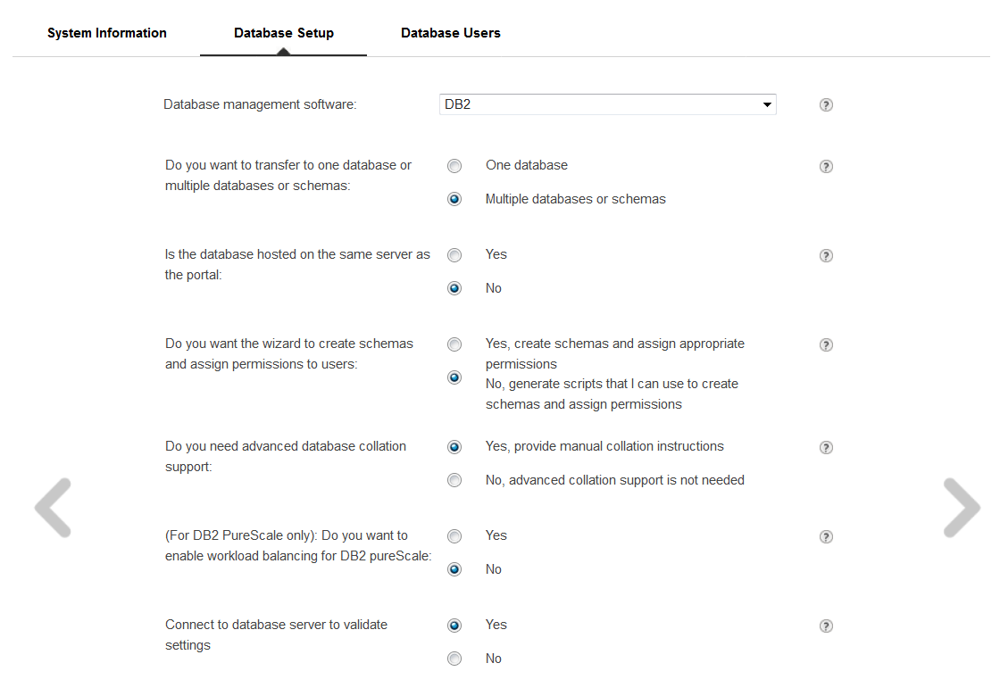 System Information Database Setup Database Users
Database management software: DB2 ?
Do you want to transfer to one database or One database ?
multiple databases or schemas:
Multiple databases or schemas
Is the database hosted on the same server as Yes ?
the portal:
No
Do you want the wizard to create schemas Yes, create schemas and assign appropriate ?
and assign permissions to users: permissions
No, generate scripts that I can use to create
schemas and assign permissions
Do you need advanced database collation Yes, provide manual collation instructions ?
support:
No, advanced collation support is not needed
(For DB2 PureScale only): Do you want to Yes ?
enable workload balancing for DB2 pureScale:
No
Connect to database server to validate Yes ?
settings
No